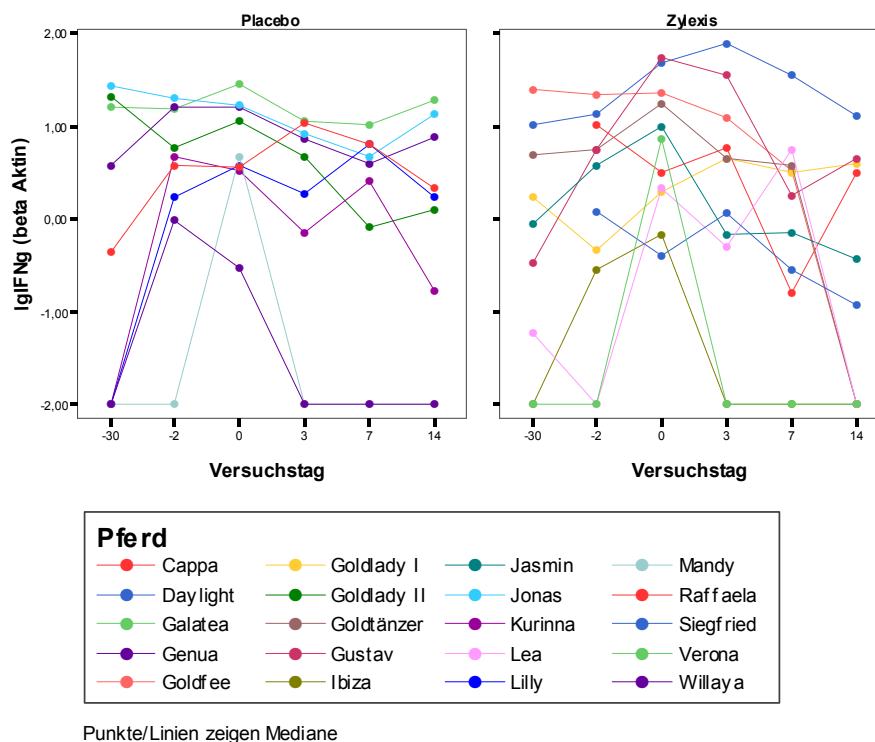 Placebo
Zylexis
2,00
1,00
0,00
-1,00
-2,00
lgIFNg (beta Aktin)
-30 -2 0 3 7 14
-30 -2 0 3 7 14
Versuchstag
Versuchstag
Pferd
Cappa Goldlady I Jasmin Mandy
Daylight Goldlady II Jonas Raffaela
Galatea Goldtänzer Kurinna Siegfried
Genua Gustav Lea Verona
Goldfee Ibiza Lilly Willaya
Punkte/Linien zeigen Mediane